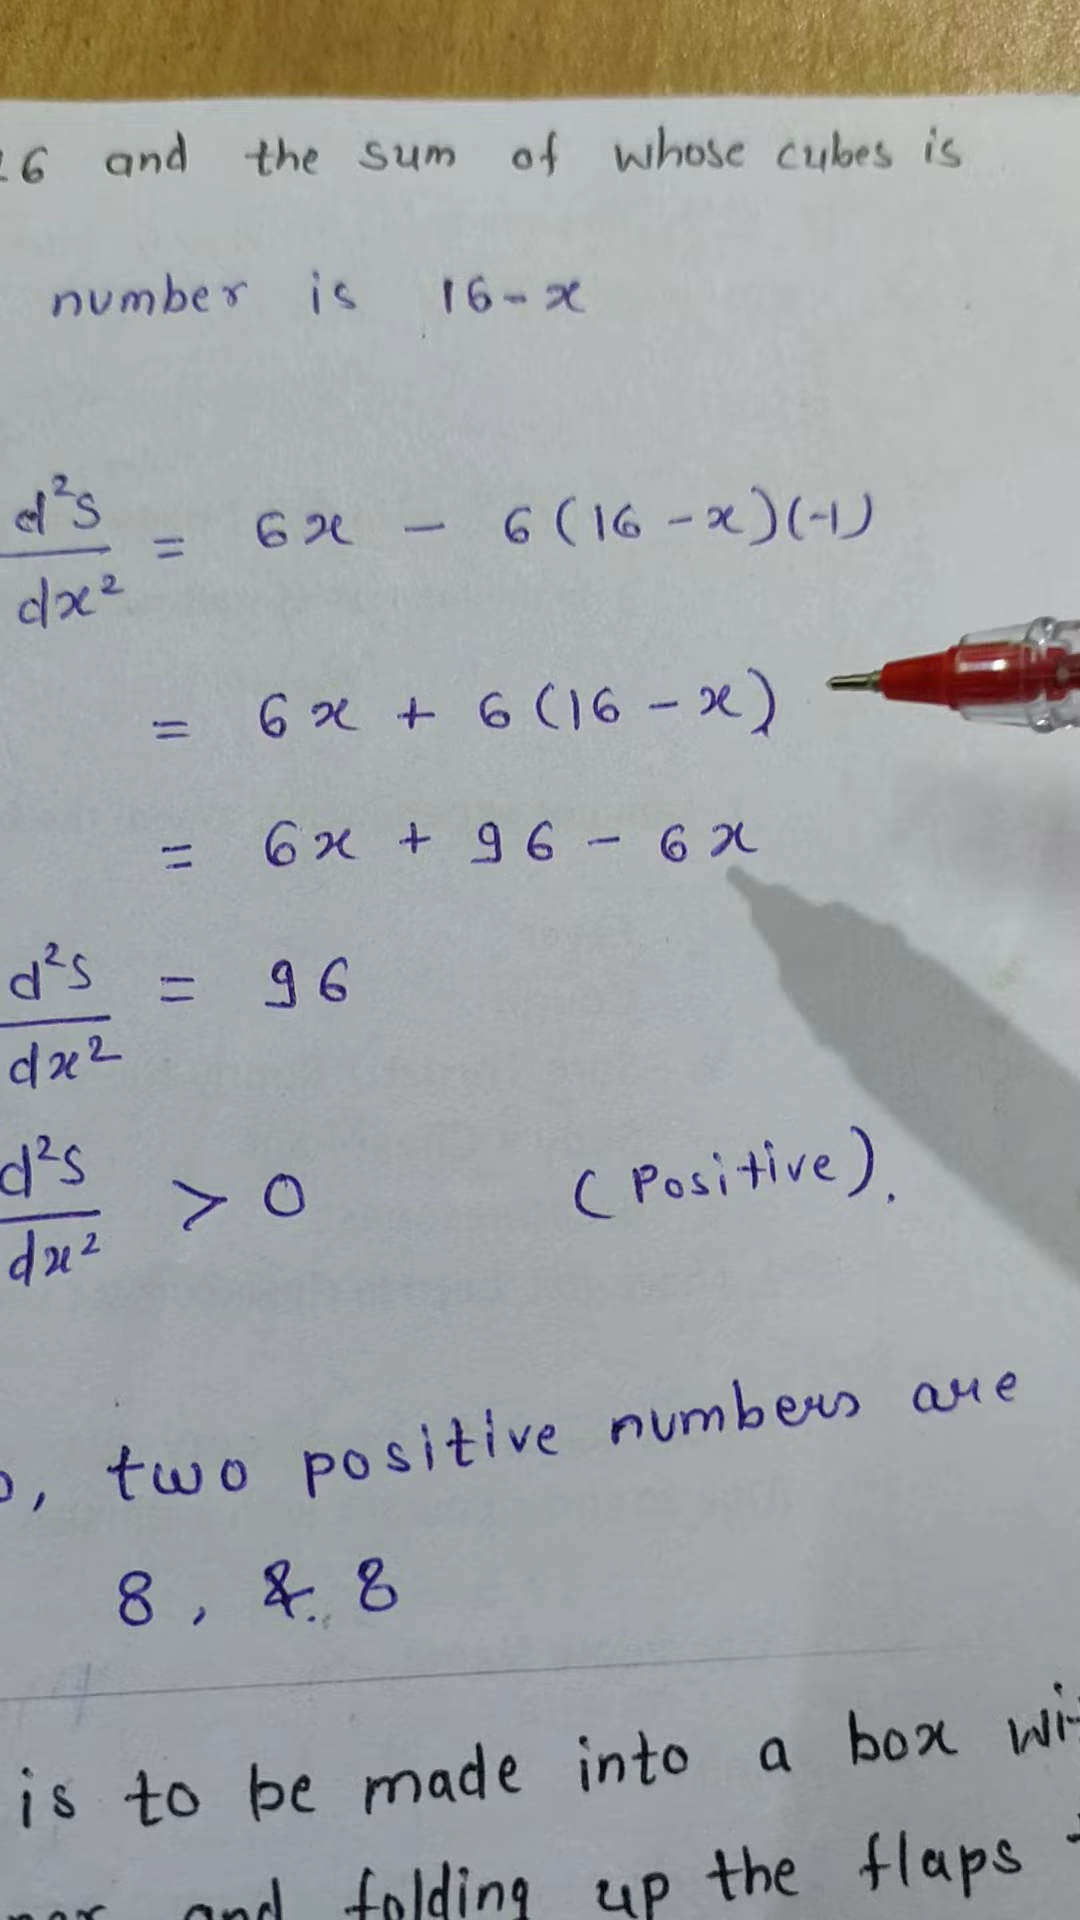 6 and the sum of whose cubes is
number is 16-x
d²s/dx² = 6x - 6(16-x)(-1)
= 6x + 6(16-x)
= 6x + 96 - 6x
d²s/dx² = 96
d²s/dx² > 0 (Positive).
, two positive numbers are
8, & 8
is to be made into a box
and folding up the flaps